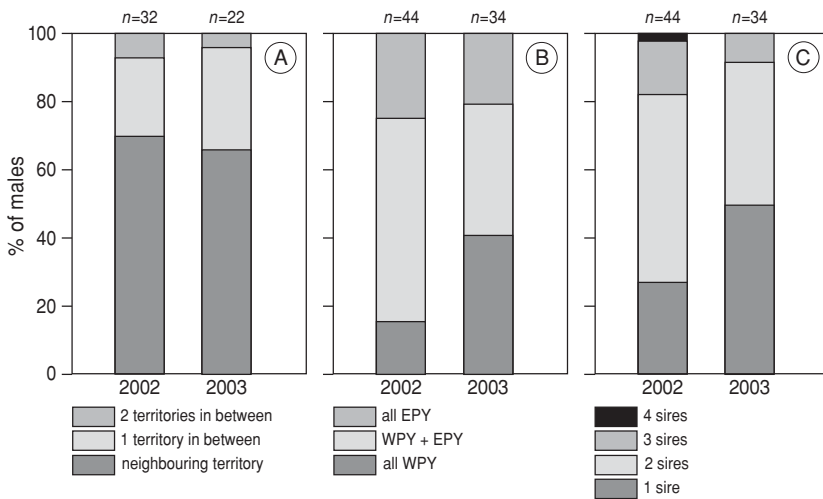 n=32 n=22
n=44 n=34
n=44 n=34
A
B
C
% of males
100
80
60
40
20
0
2002 2003
2002 2003
2002 2003
2 territories in between
1 territory in between
neighbouring territory
all EPY
WPY + EPY
all WPY
4 sires
3 sires
2 sires
1 sire